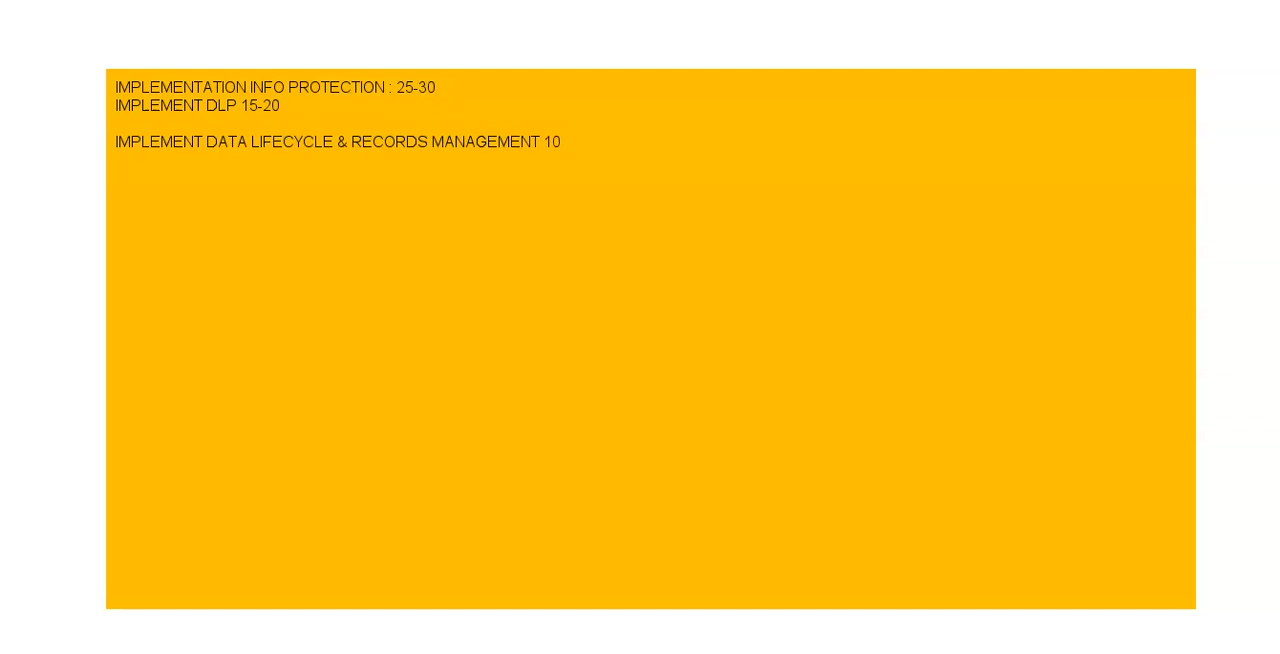 IMPLEMENTATION INFO PROTECTION : 25-30
IMPLEMENT DLP 15-20
IMPLEMENT DATA LIFECYCLE & RECORDS MANAGEMENT 10